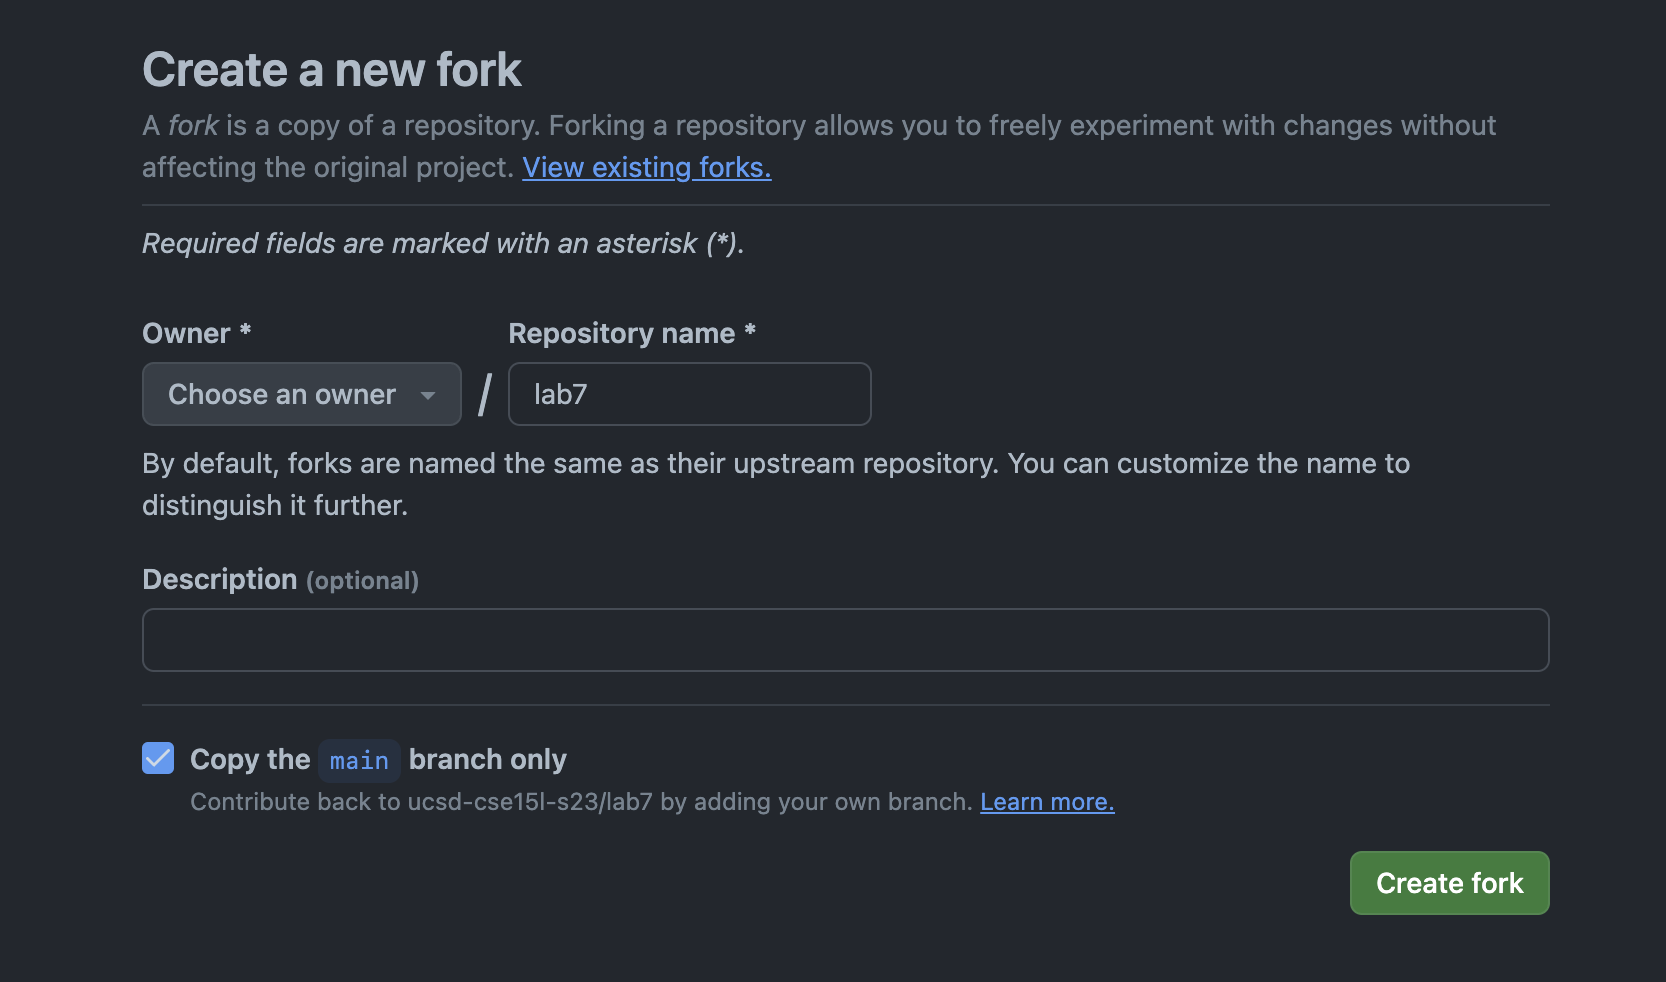 Create a new fork
A fork is a copy of a repository. Forking a repository allows you to freely experiment with changes without
affecting the original project. View existing forks.
Required fields are marked with an asterisk (*).
Owner * Repository name *
Choose an owner / lab7
By default, forks are named the same as their upstream repository. You can customize the name to
distinguish it further.
Description (optional)
Copy the main branch only
Contribute back to ucsd-cse15l-s23/lab7 by adding your own branch. Learn more.
Create fork